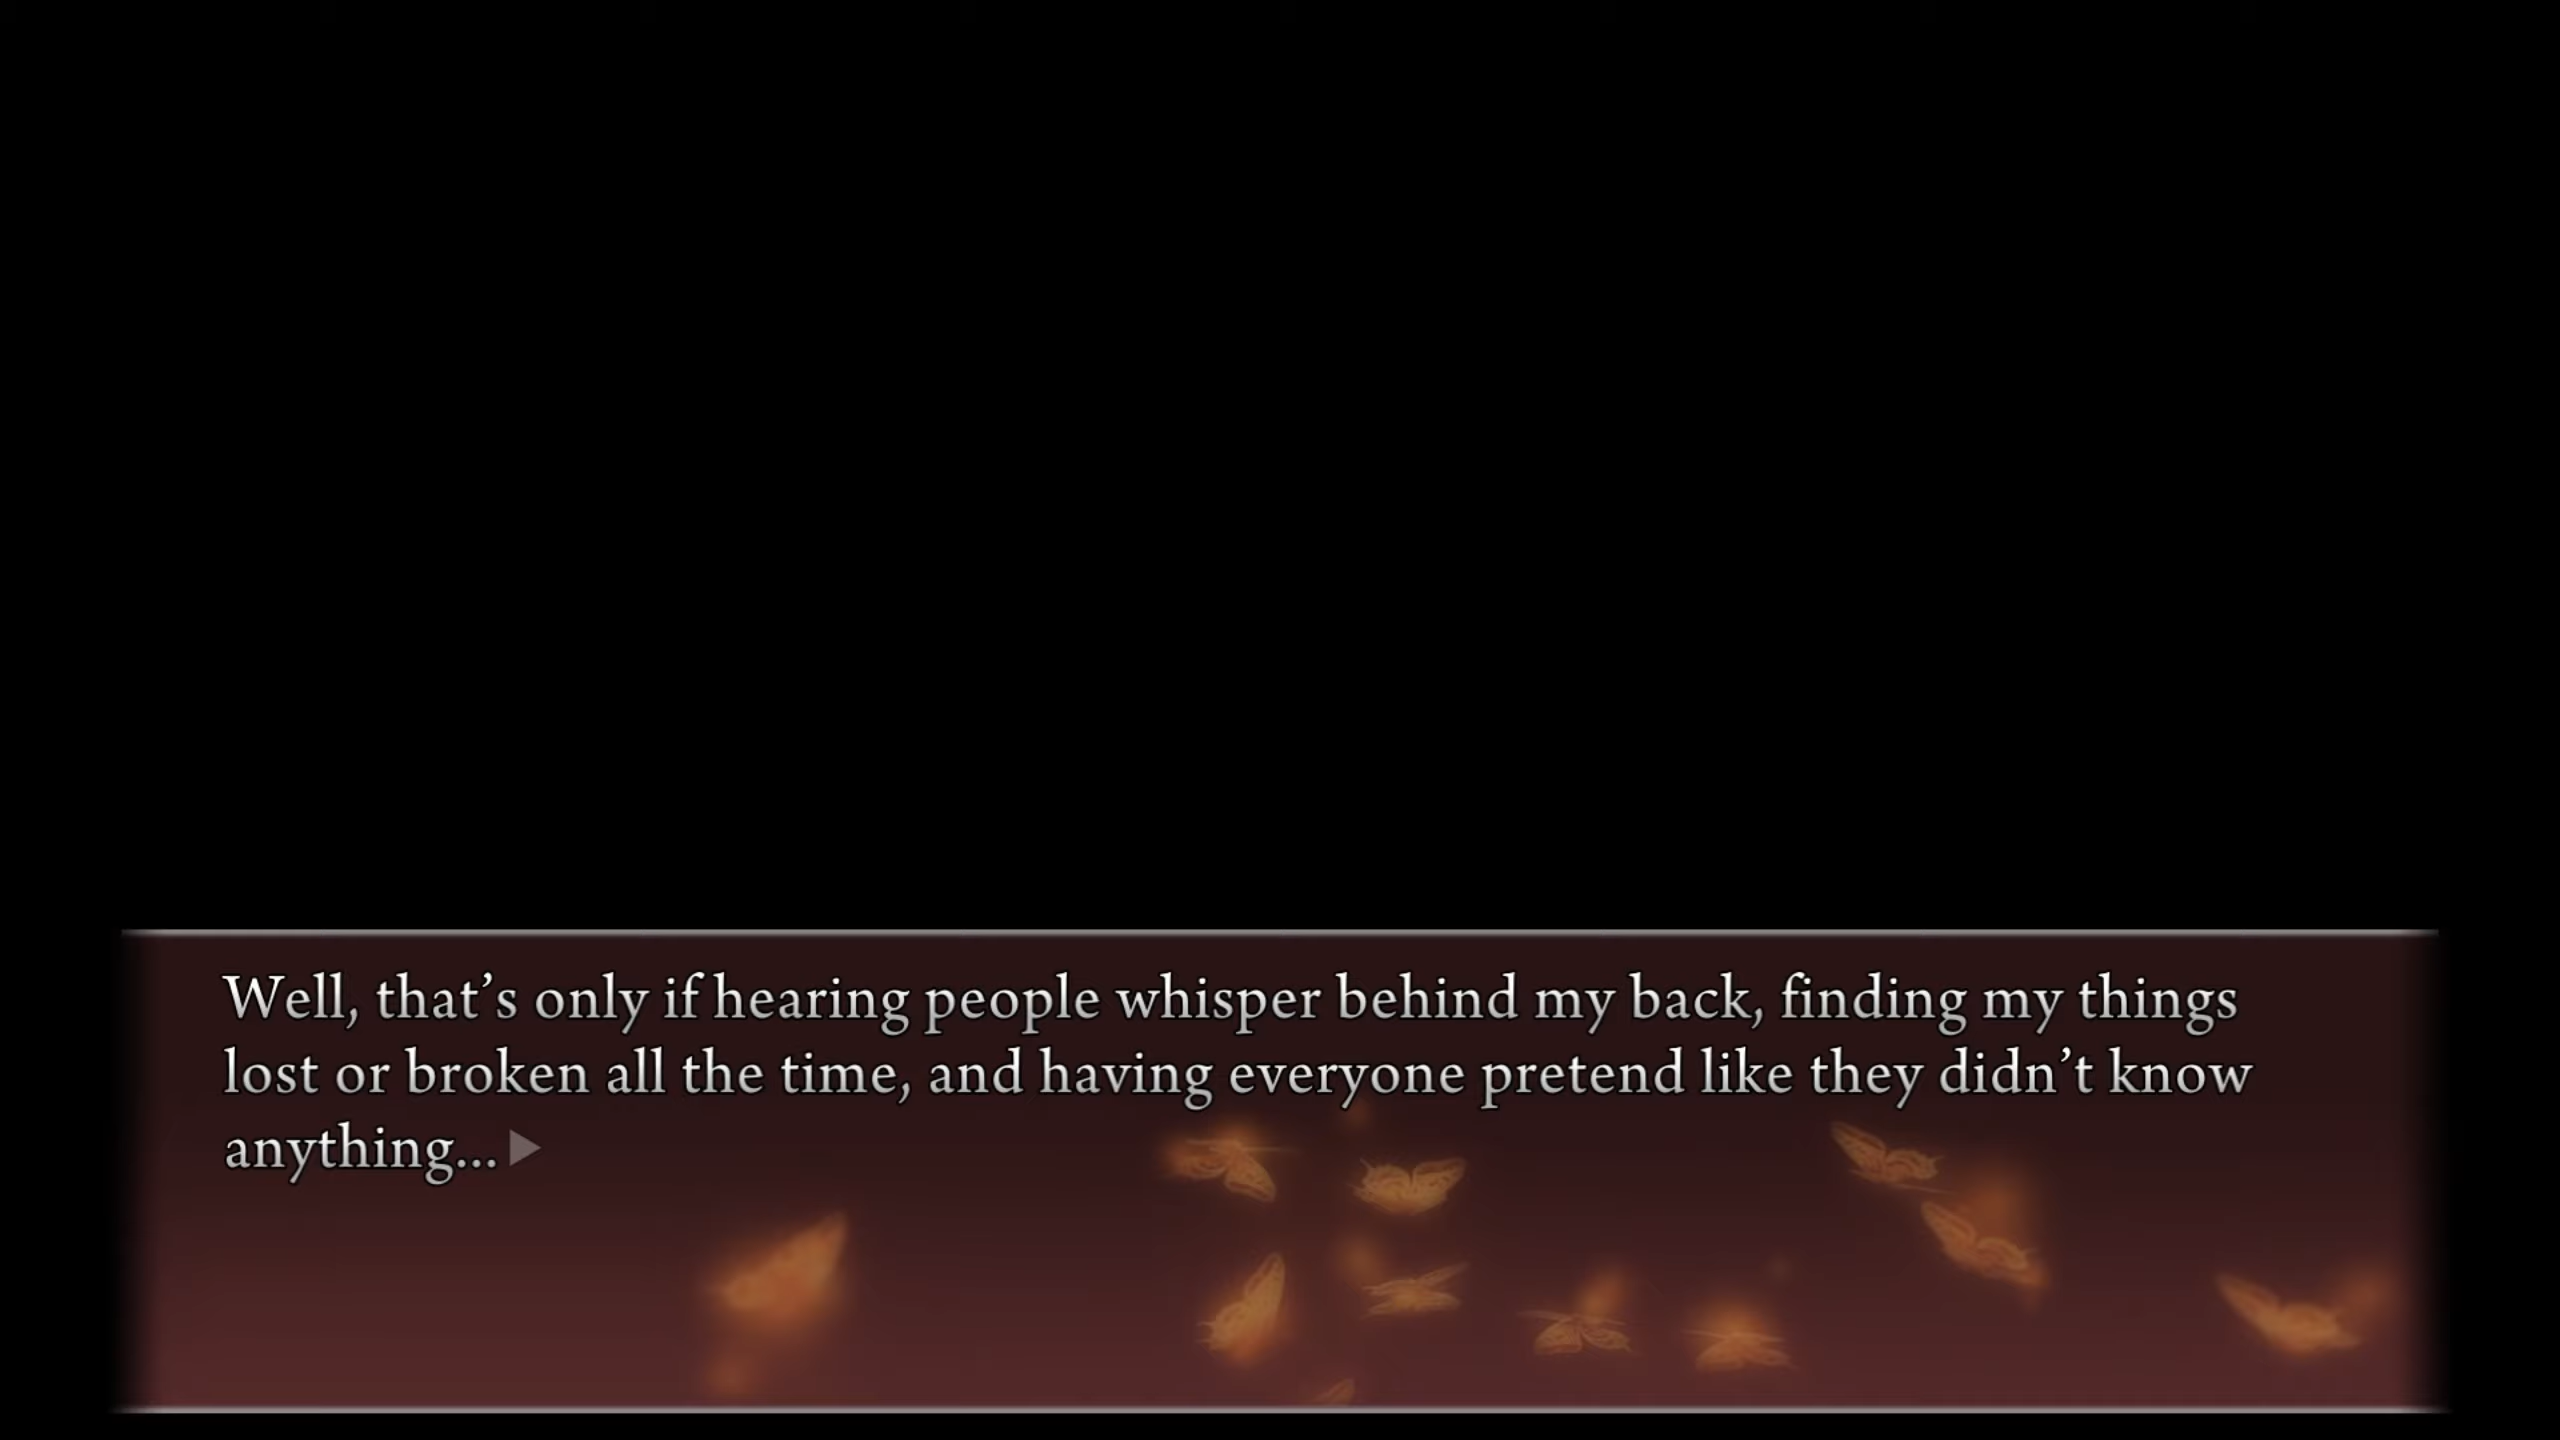 Well, that’s only if hearing people whisper behind my back, finding my things
lost or broken all the time, and having everyone pretend like they didn’t know
anything...